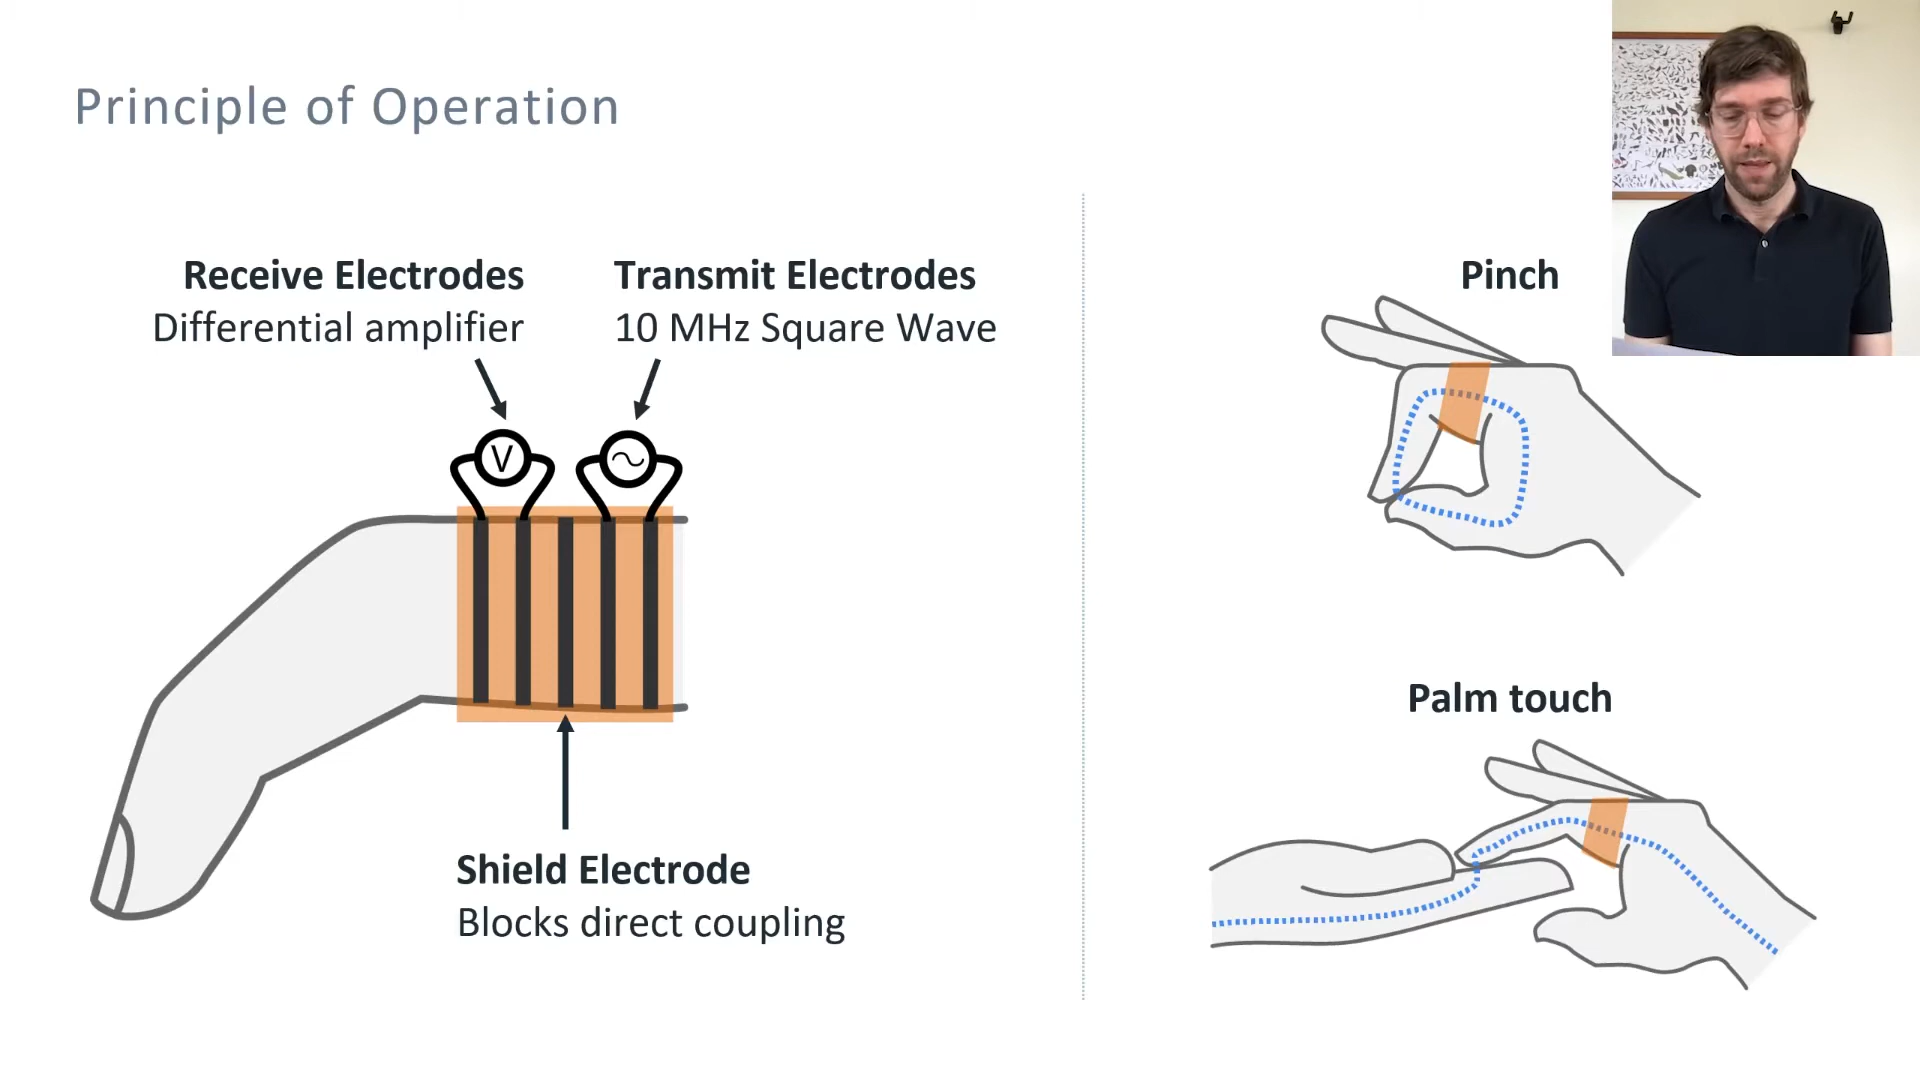 Principle of Operation
Receive Electrodes
Differential amplifier
Transmit Electrodes
10 MHz Square Wave
V
Shield Electrode
Blocks direct coupling
Pinch
Palm touch